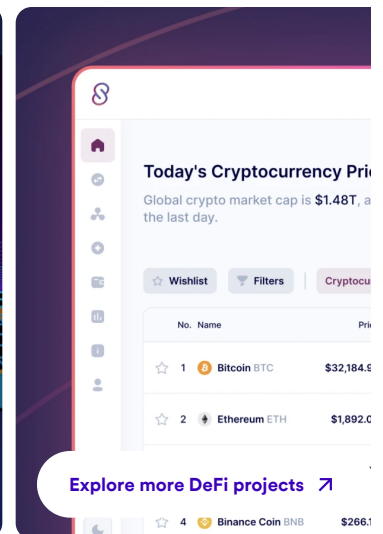 Today's Cryptocurrency Pri
Global crypto market cap is $1.48T, a
the last day.
Wishlist
Filters
Cryptocu
No. Name Pri
1 Bitcoin BTC $32,184.9
2 Ethereum ETH $1,892.0
Explore more DeFi projects
4 Binance Coin BNB $266.1